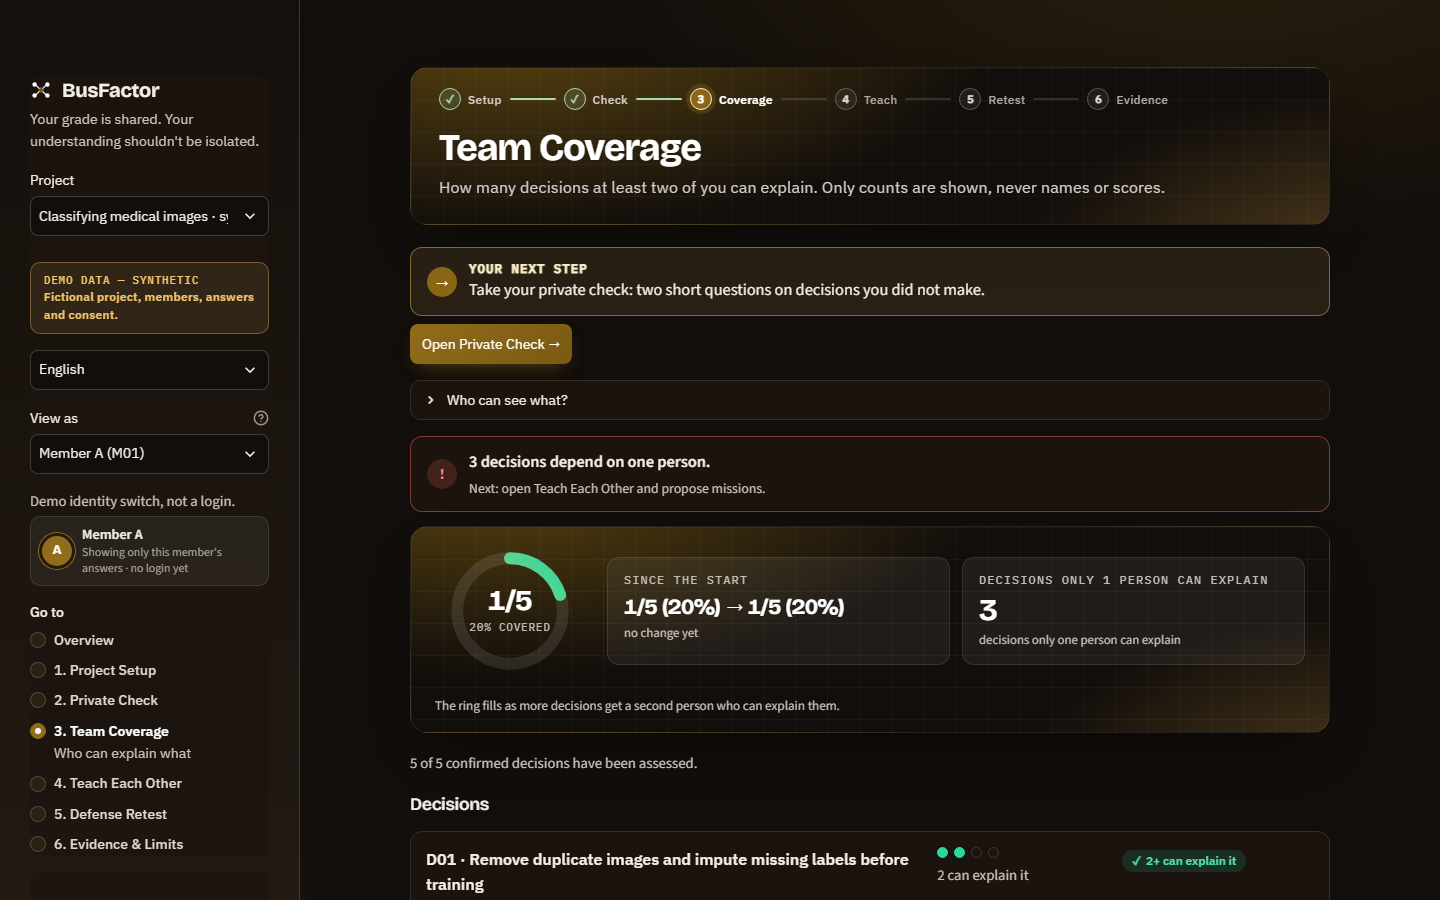 BusFactor
Your grade is shared. Your
understanding shouldn't be isolated.
Project
Classifying medical images · sy
DEMO DATA — SYNTHETIC
Fictional project, members, answers
and consent.
English
View as
?
Member A (M01)
Demo identity switch, not a login.
A
Member A
Showing only this member's
answers · no login yet
Go to
Overview
1. Project Setup
2. Private Check
3. Team Coverage
Who can explain what
4. Teach Each Other
5. Defense Retest
6. Evidence & Limits
✓ Setup ✓ Check 3 Coverage 4 Teach 5 Retest 6 Evidence
Team Coverage
How many decisions at least two of you can explain. Only counts are shown, never names or scores.
YOUR NEXT STEP
→ Take your private check: two short questions on decisions you did not make.
Open Private Check →
Who can see what?
! 3 decisions depend on one person.
Next: open Teach Each Other and propose missions.
1/5
20% COVERED
SINCE THE START
1/5 (20%) → 1/5 (20%)
no change yet
DECISIONS ONLY 1 PERSON CAN EXPLAIN
3
decisions only one person can explain
The ring fills as more decisions get a second person who can explain them.
5 of 5 confirmed decisions have been assessed.
Decisions
D01 · Remove duplicate images and impute missing labels before
training
2 can explain it
✓ 2+ can explain it